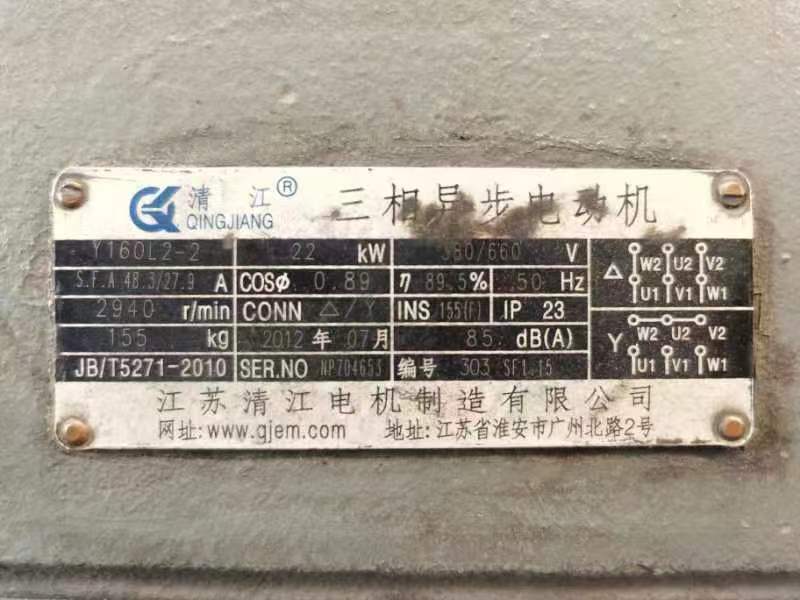 清江® 三相异步电动机
QINGJIANG
Y160L2-2 22 kW 380/660 V
S.F.A 48.3/27.9 A COSφ 0.89 η 89.5% 50 Hz
2940 r/min CONN △/Y INS 155(F) IP 23
155 kg 2012 年 07 月 85 dB(A)
JB/T5271-2010 SER.NO NP704653 编号 303 SF1.15
△ W2 U2 V2
U1 V1 W1
Y W2 U2 V2
U1 V1 W1
江苏清江电机制造有限公司
网址:www.qjem.com 地址:江苏省淮安市广州北路2号